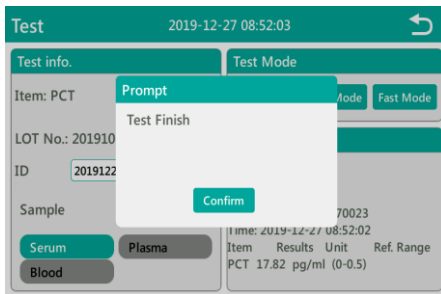 Test 2019-12-27 08:52:03
Test info.
Test Mode
Item: PCT
Prompt
Mode
Fast Mode
Test Finish
LOT No.: 201910
ID 2019122
Confirm
Sample
70023
Time: 2019-12-27 08:52:02
Serum Plasma
Item Results Unit Ref. Range
Blood
PCT 17.82 pg/ml (0-0.5)